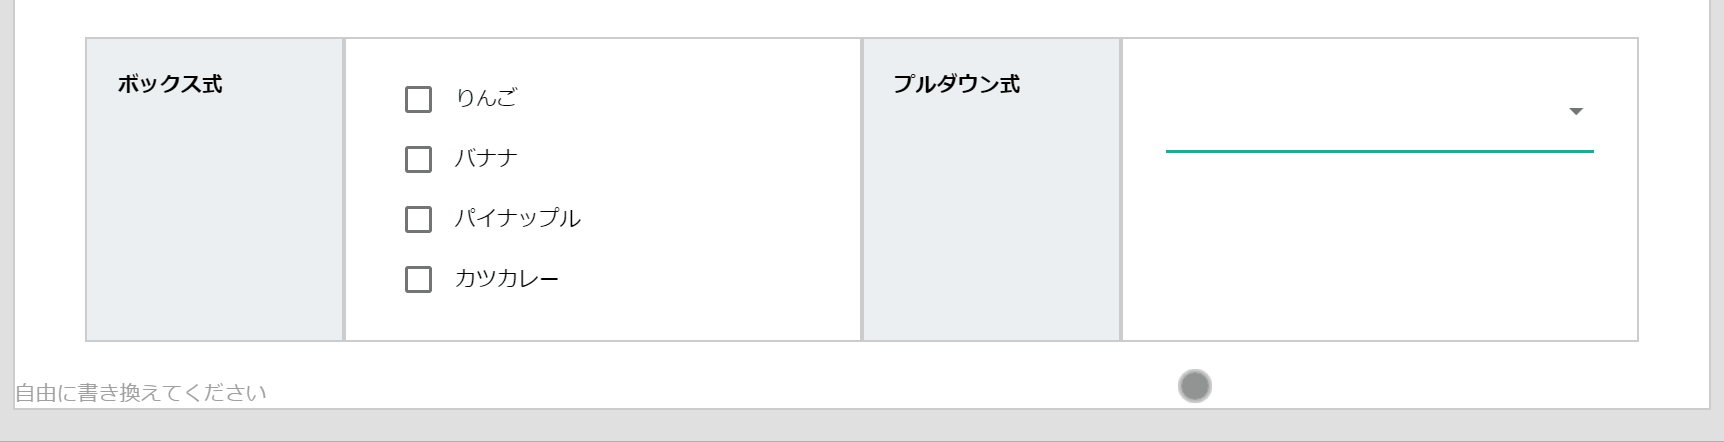 ボックス式
りんご
バナナ
パイナップル
カツカレー
プルダウン式
自由に書き換えてください